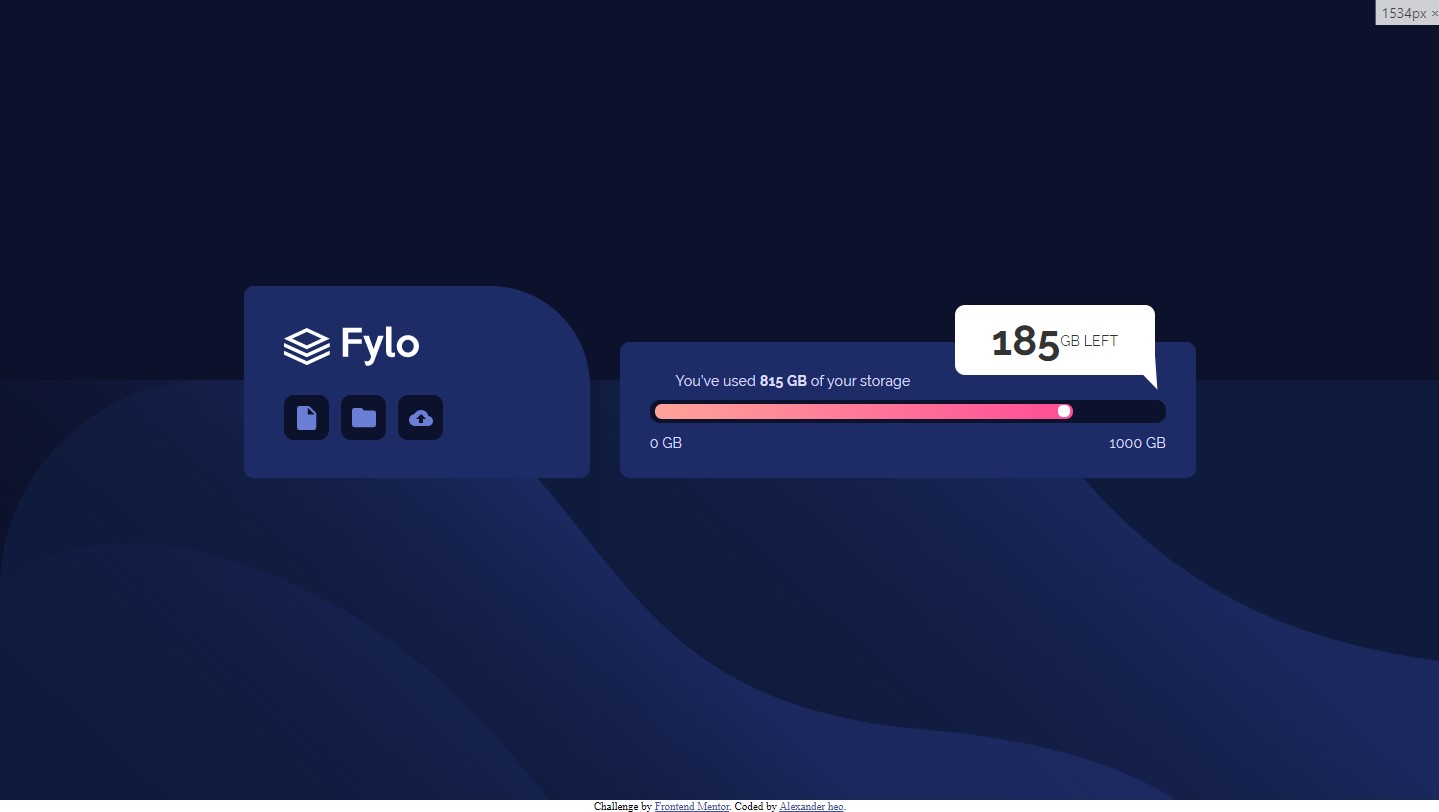 1534px ×
Fylo
185GB LEFT
You've used 815 GB of your storage
0 GB
1000 GB
Challenge by Frontend Mentor. Coded by Alexander heo.